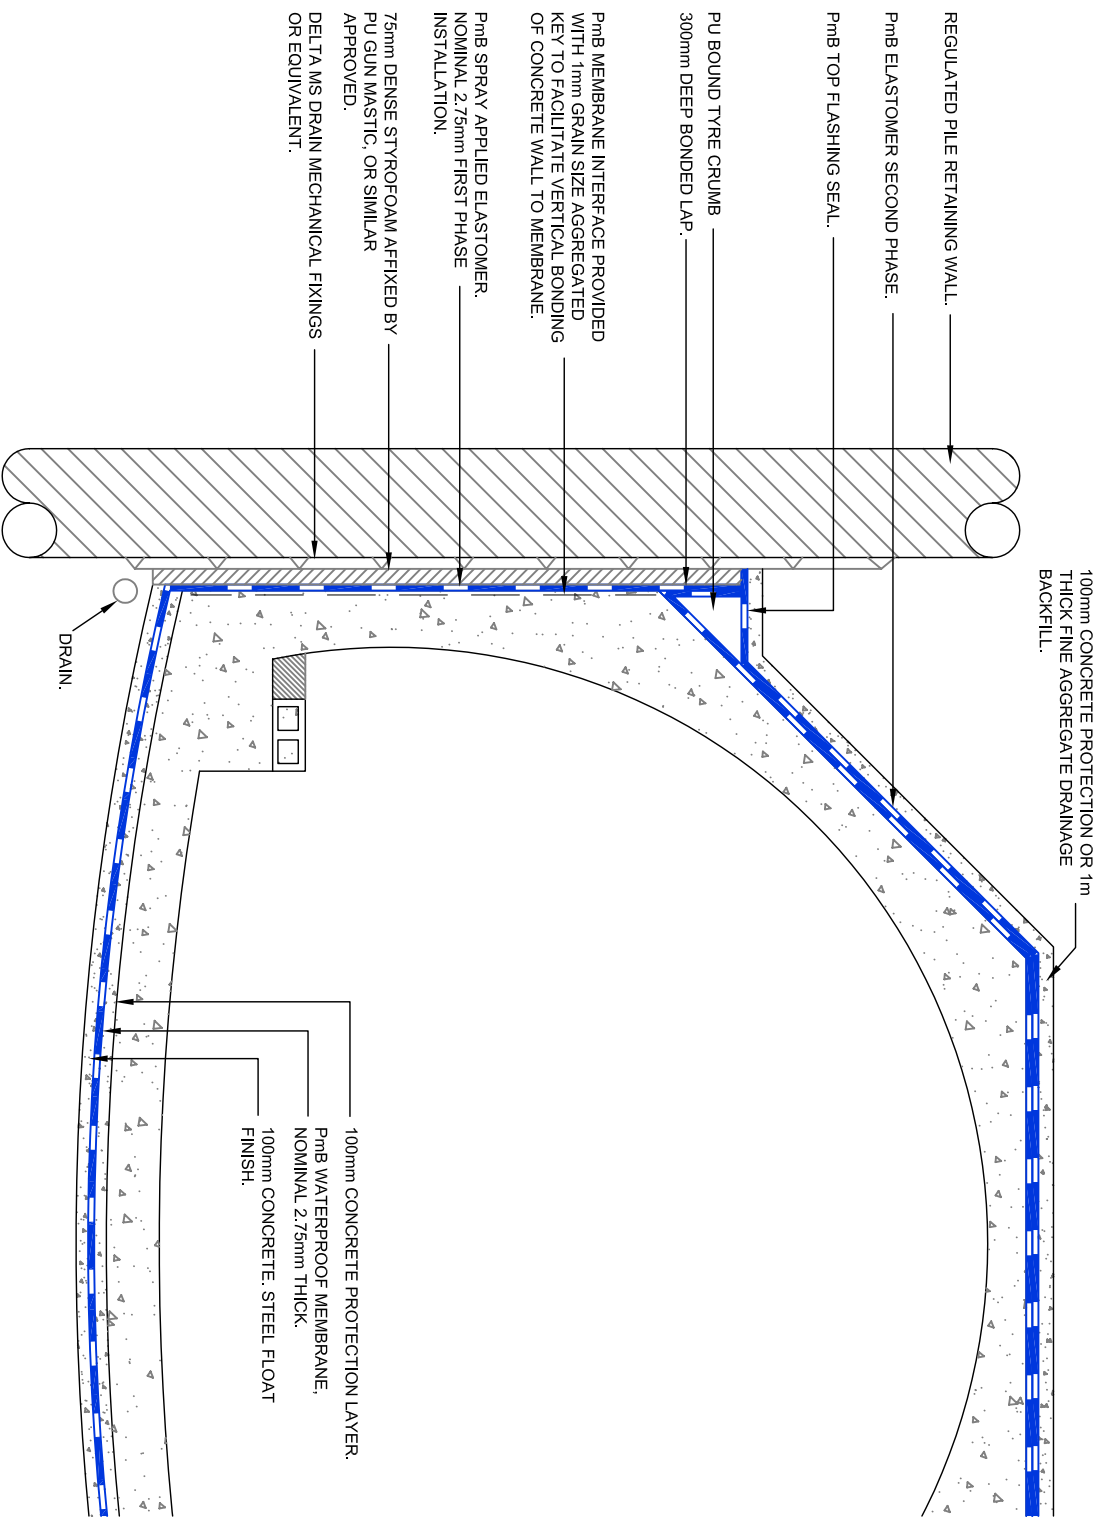 100mm CONCRETE PROTECTION OR 1m
THICK FINE AGGREGATE DRAINAGE
BACKFILL.
REGULATED PILE RETAINING WALL.
PmB ELASTOMER SECOND PHASE.
PmB TOP FLASHING SEAL.
PU BOUND TYRE CRUMB
300mm DEEP BONDED LAP.
PmB MEMBRANE INTERFACE PROVIDED
WITH 1mm GRAIN SIZE AGGREGATED
KEY TO FACILITATE VERTICAL BONDING
OF CONCRETE WALL TO MEMBRANE.
PmB SPRAY APPLIED ELASTOMER.
NOMINAL 2.75mm FIRST PHASE
INSTALLATION.
75mm DENSE STYROFOAM AFFIXED BY
PU GUN MASTIC, OR SIMILAR
APPROVED.
DELTA MS DRAIN MECHANICAL FIXINGS
OR EQUIVALENT.
DRAIN.
100mm CONCRETE PROTECTION LAYER.
PmB WATERPROOF MEMBRANE,
NOMINAL 2.75mm THICK.
100mm CONCRETE. STEEL FLOAT
FINISH.